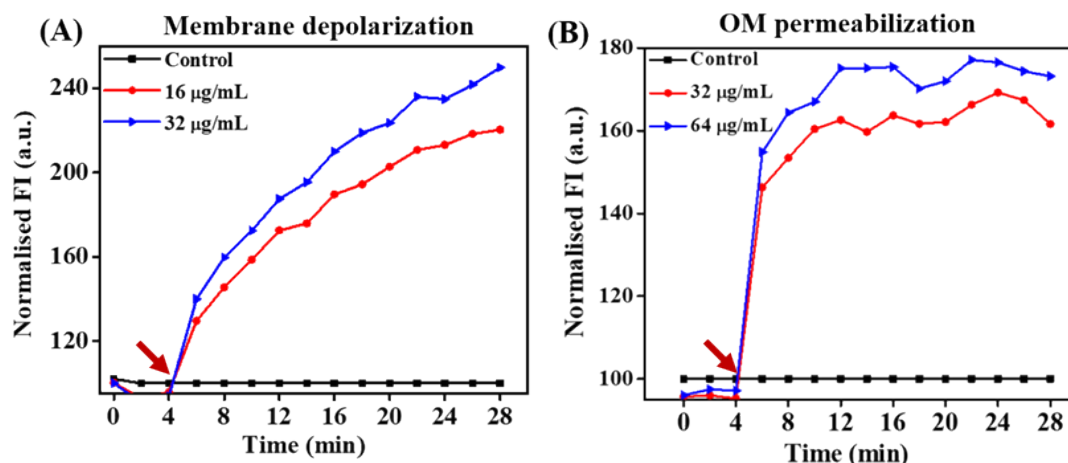 (A)
Membrane depolarization
Control
16 µg/mL
32 µg/mL
240
200
160
120
Normalised FI (a.u.)
0 4 8 12 16 20 24 28
Time (min)
(B)
OM permeabilization
Control
32 µg/mL
64 µg/mL
180
160
140
120
100
Normalised FI (a.u.)
0 4 8 12 16 20 24 28
Time (min)